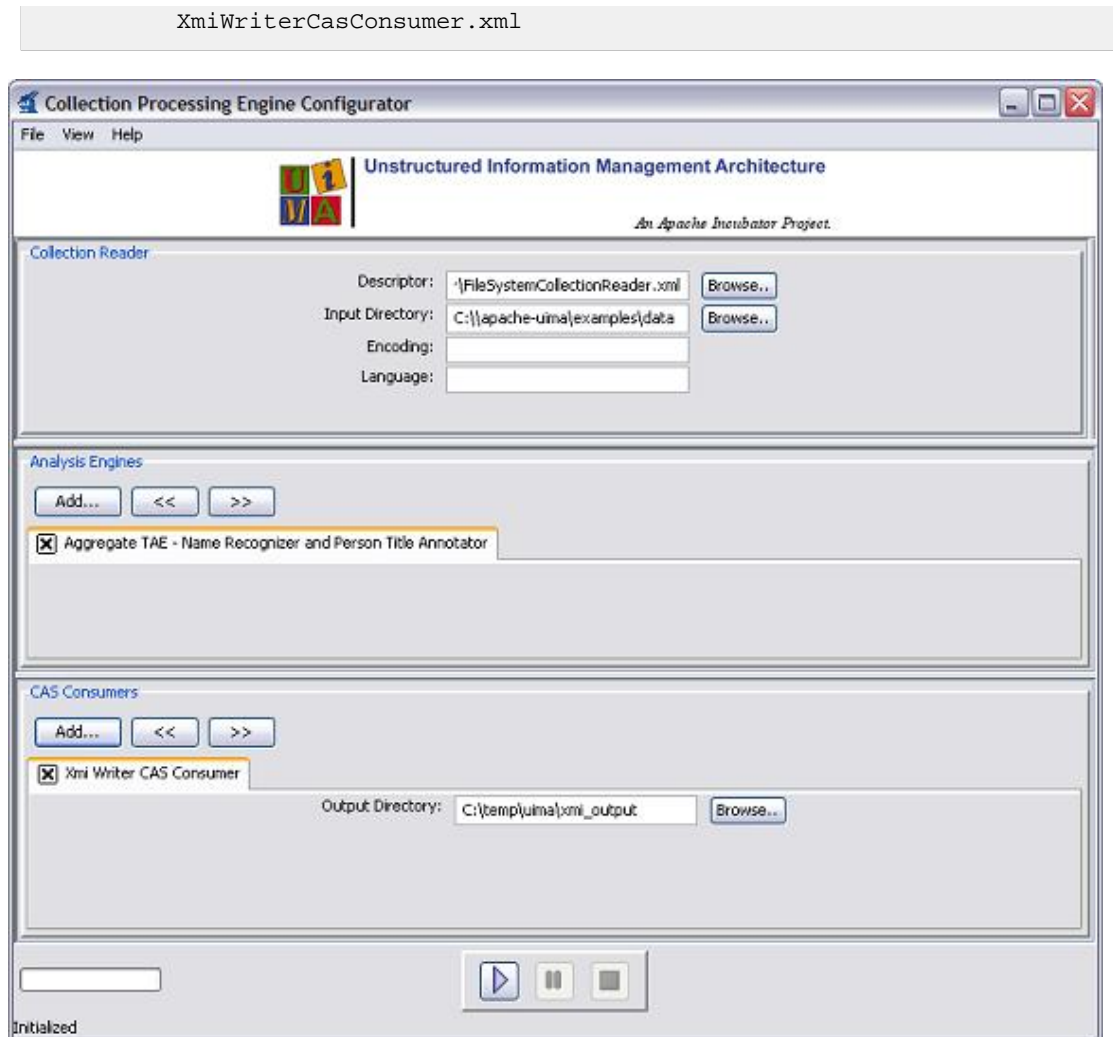 XmiWriterCasConsumer.xml
Collection Processing Engine Configurator
File View Help
UIMA
Unstructured Information Management Architecture
An Apache Incubator Project.
Collection Reader
Descriptor: \FileSystemCollectionReader.xml Browse..
Input Directory: C:\\apache-uima\examples\data Browse..
Encoding:
Language:
Analysis Engines
Add... << >>
Aggregate TAE - Name Recognizer and Person Title Annotator
CAS Consumers
Add... << >>
Xmi Writer CAS Consumer
Output Directory: C:\temp\uima\xmi_output Browse..
Initialized